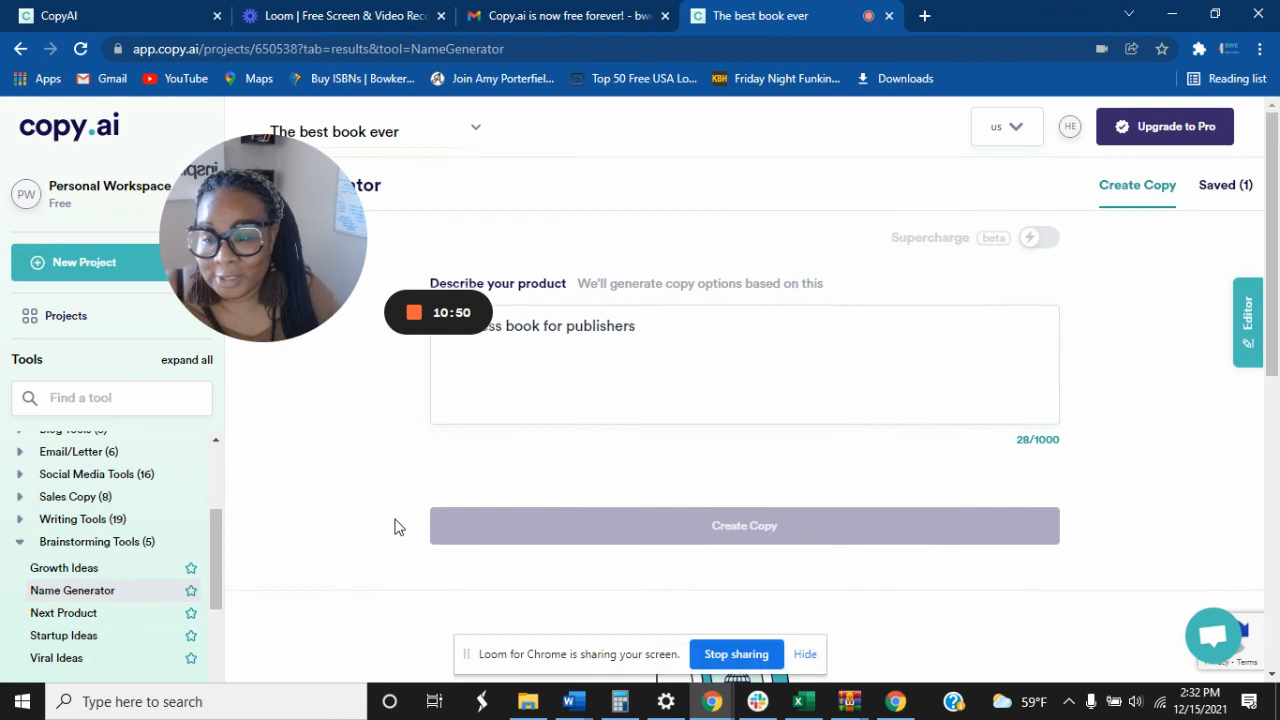 CopyAI
Loom | Free Screen & Video Rec
Copy.ai is now free forever! - bw
The best book ever
app.copy.ai/projects/650538?tab=results&tool=NameGenerator
Apps
Gmail
YouTube
Maps
Buy ISBNs | Bowker...
Join Amy Porterfiel...
Top 50 Free USA Lo...
KBH
Friday Night Funkin...
Downloads
Reading list
copy.ai
The best book ever
us
HE
Upgrade to Pro
PW
Personal Workspace
Free
Create Copy
Saved (1)
Supercharge
beta
New Project
Describe your product
We'll generate copy options based on this
10:50
book for publishers
Projects
Editor
Tools
expand all
Find a tool
28/1000
Email/Letter (6)
Social Media Tools (16)
Sales Copy (8)
Writing Tools (19)
Create Copy
Brainstorming Tools (5)
Growth Ideas
Name Generator
Next Product
Startup Ideas
Viral Ideas
Loom for Chrome is sharing your screen.
Stop sharing
Hide
Privacy - Terms
Type here to search
59°F
2:32 PM
12/15/2021